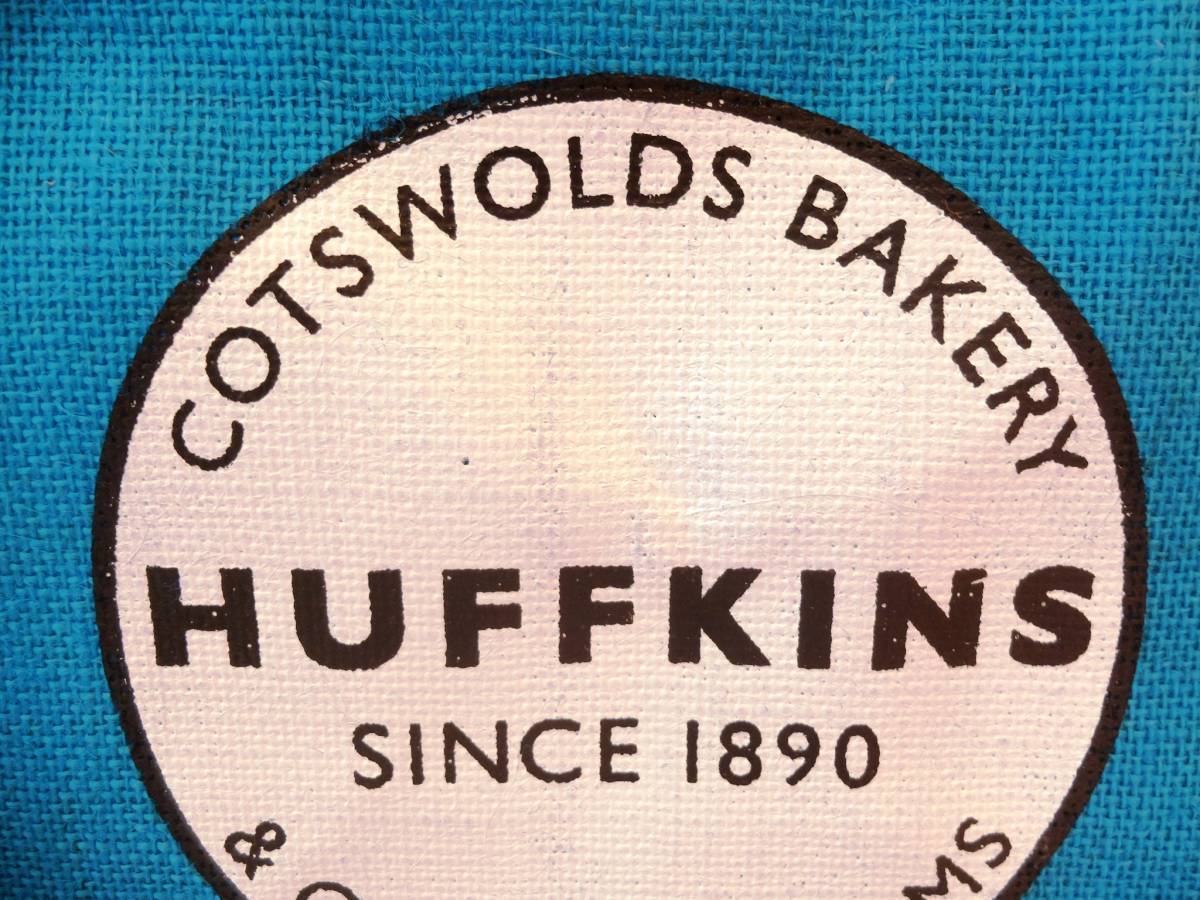 COTSWOLDS BAKERY
HUFFKINS
SINCE 1890
&